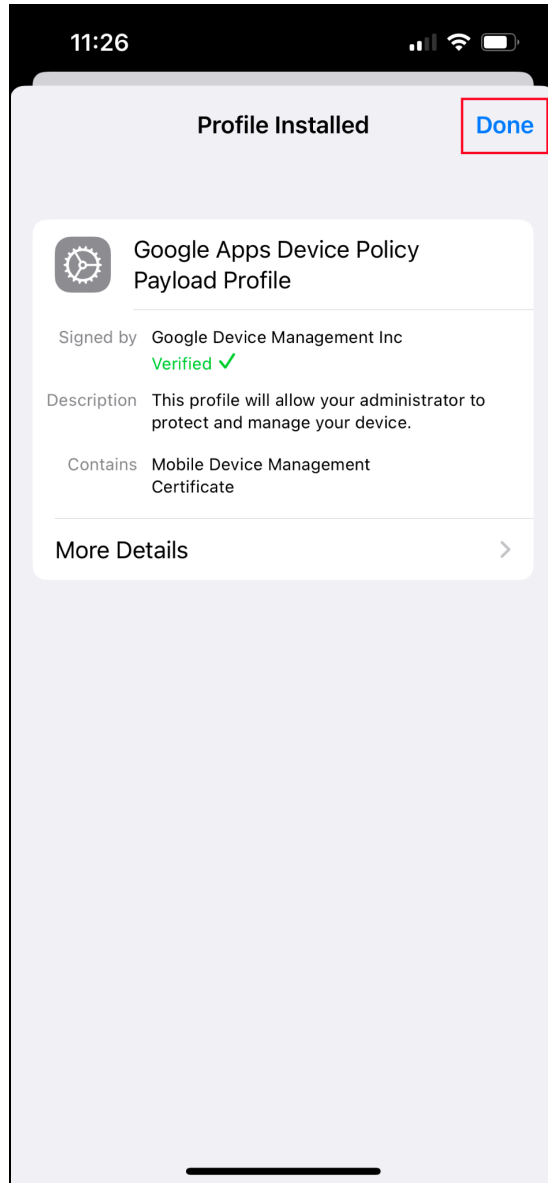 11:26
Profile Installed
Done
Google Apps Device Policy
Payload Profile
Signed by Google Device Management Inc
Verified ✓
Description This profile will allow your administrator to
protect and manage your device.
Contains Mobile Device Management
Certificate
More Details